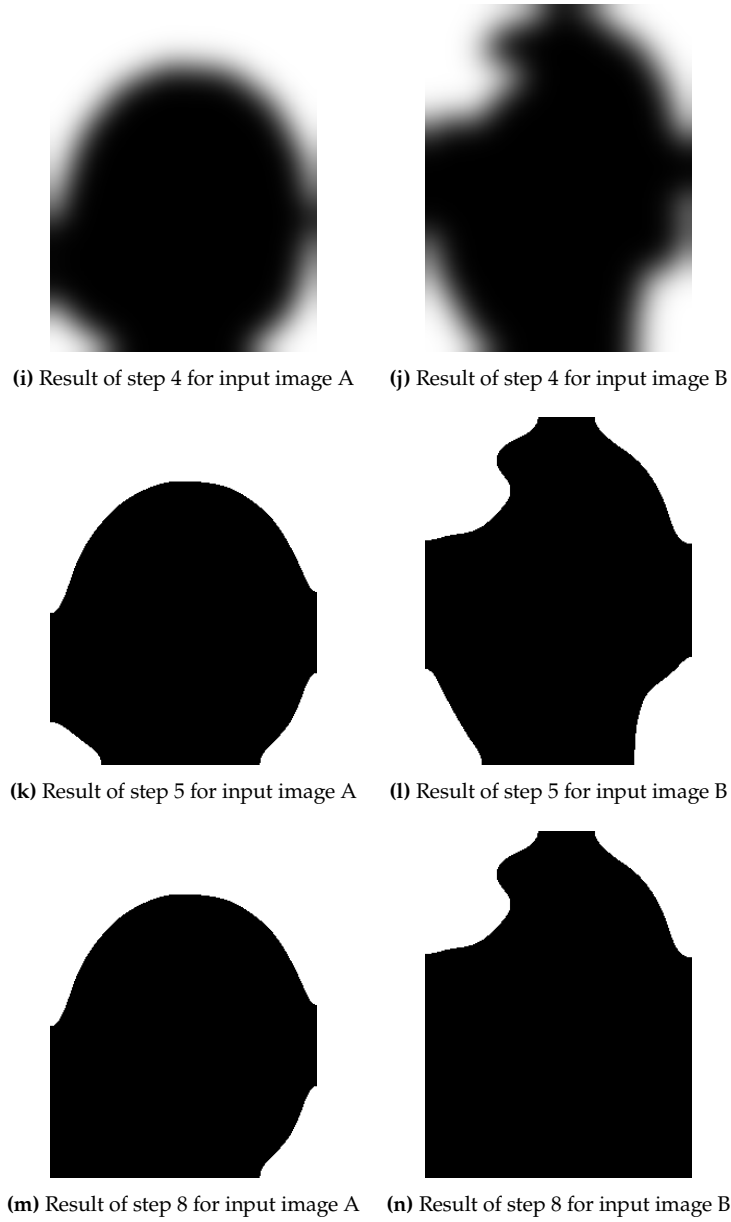 (i) Result of step 4 for input image A
(j) Result of step 4 for input image B
(k) Result of step 5 for input image A
(l) Result of step 5 for input image B
(m) Result of step 8 for input image A
(n) Result of step 8 for input image B